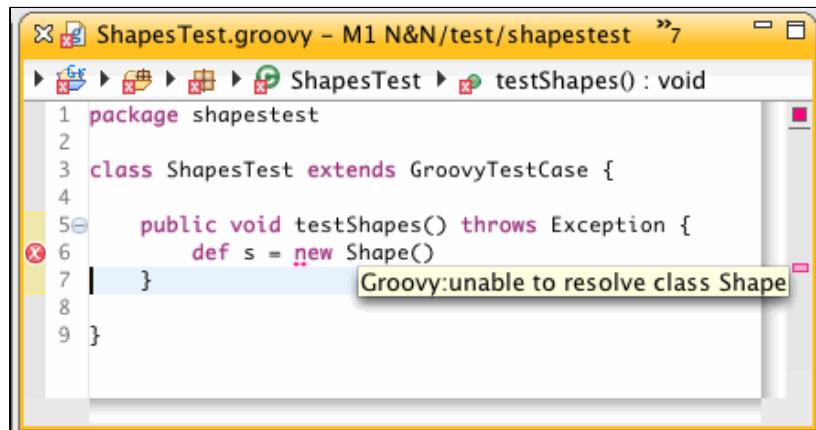 ShapesTest.groovy – M1 N&N/test/shapestest »7
ShapesTest testShapes() : void
1 package shapestest
2
3 class ShapesTest extends GroovyTestCase {
4
5 public void testShapes() throws Exception {
6 def s = new Shape()
7 }
Groovy:unable to resolve class Shape
8
9 }